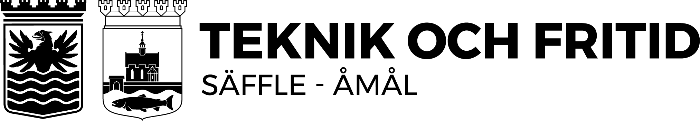 TEKNIK OCH FRITID
SÄFFLE - ÅMÅL